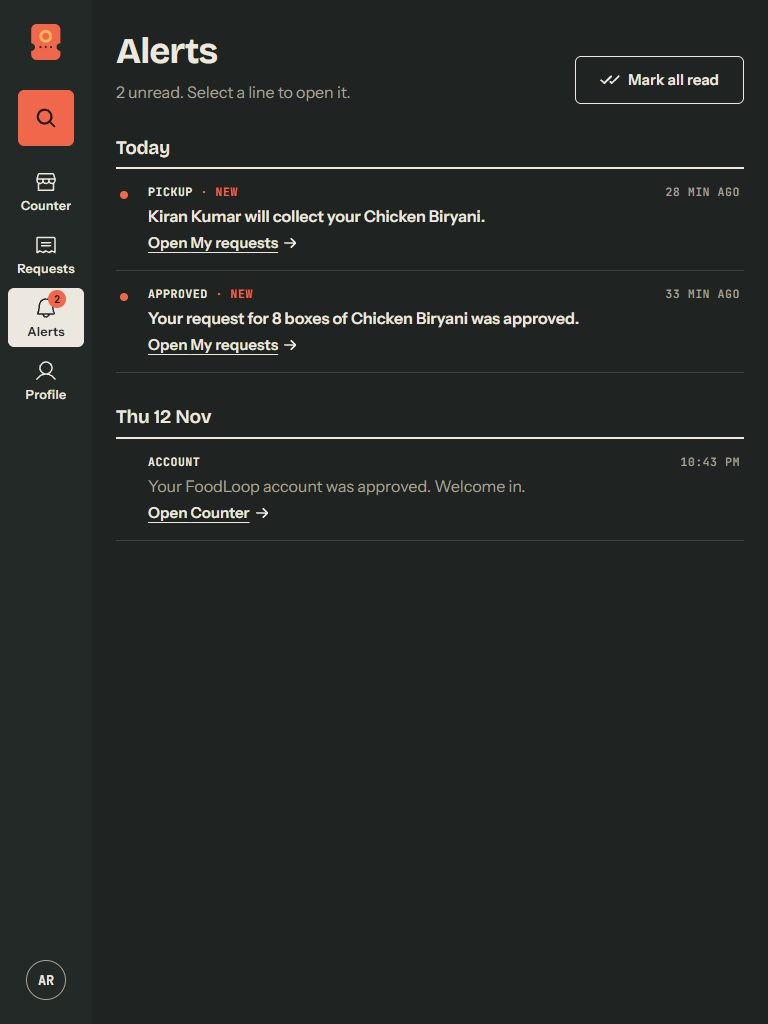 Alerts
2 unread. Select a line to open it.
Mark all read
Counter
Requests
2
Alerts
Profile
AR
Today
PICKUP · NEW
28 MIN AGO
Kiran Kumar will collect your Chicken Biryani.
Open My requests →
APPROVED · NEW
33 MIN AGO
Your request for 8 boxes of Chicken Biryani was approved.
Open My requests →
Thu 12 Nov
ACCOUNT
10:43 PM
Your FoodLoop account was approved. Welcome in.
Open Counter →